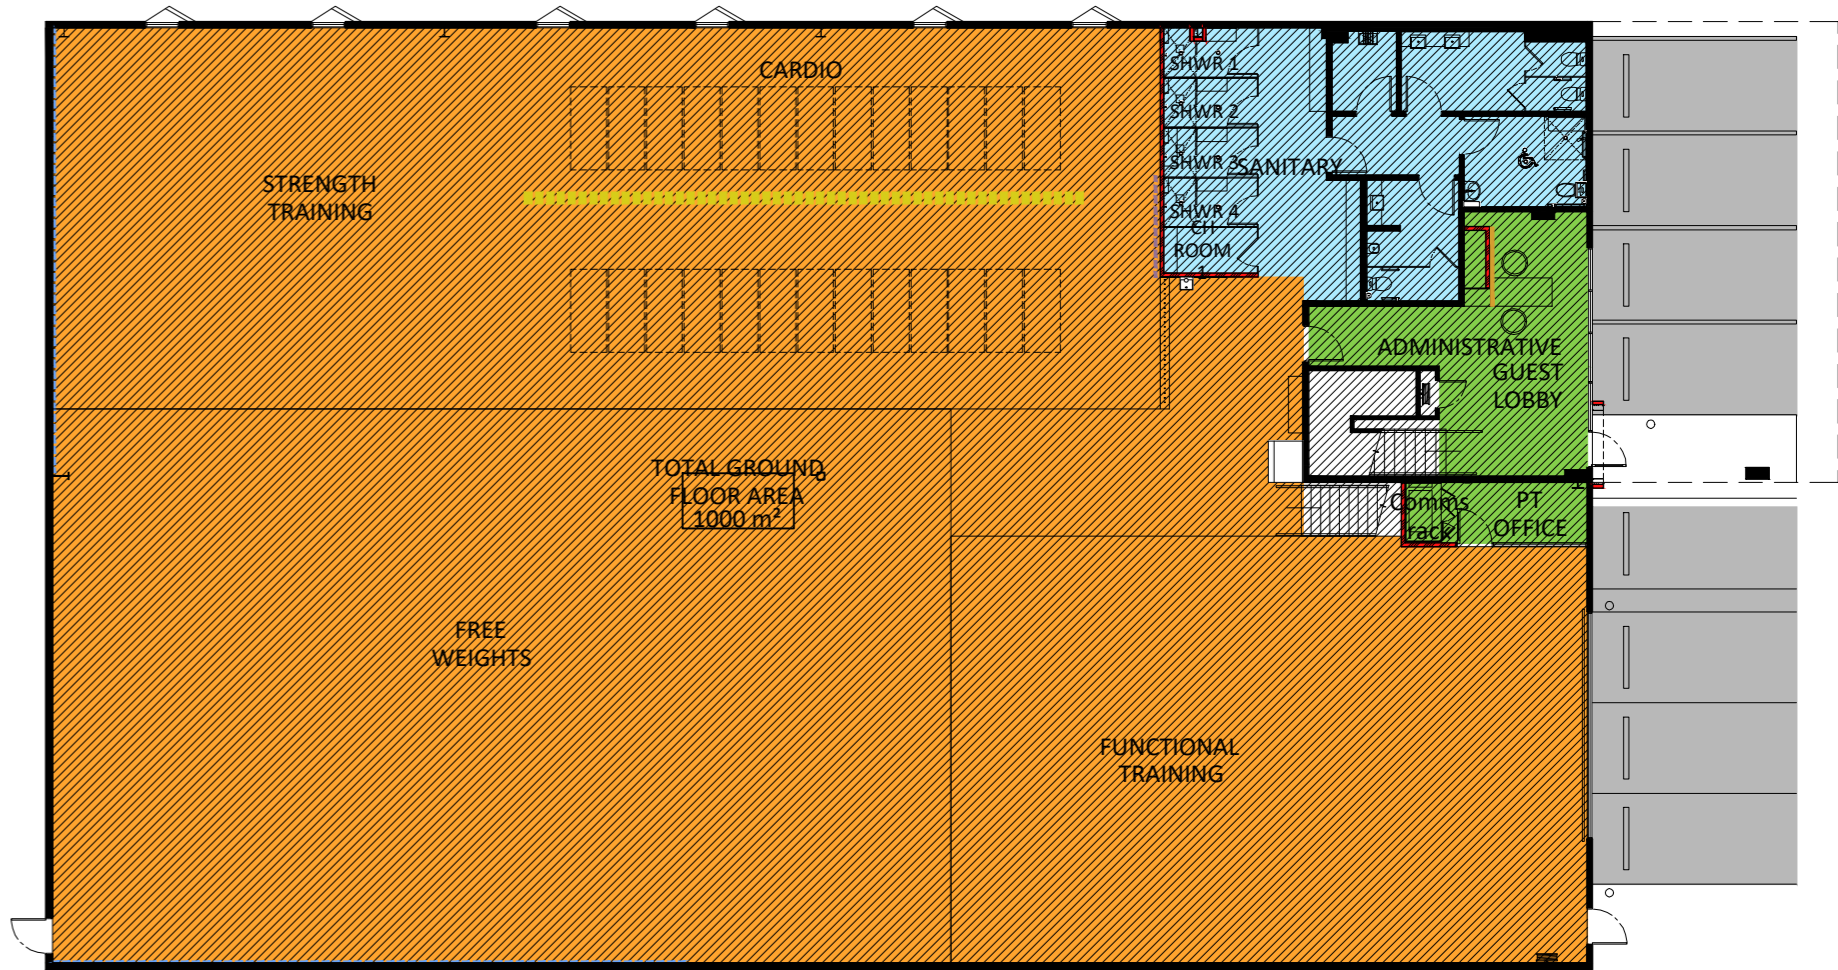 CARDIO
STRENGTH
TRAINING
SHWR 1
SHWR 2
SHWR 3
SANITARY
SHWR 4
CH
ROOM
1
ADMINISTRATIVE
GUEST
LOBBY
TOTAL GROUND
FLOOR AREA
1000 m²
Comms
rack
PT
OFFICE
FREE
WEIGHTS
FUNCTIONAL
TRAINING